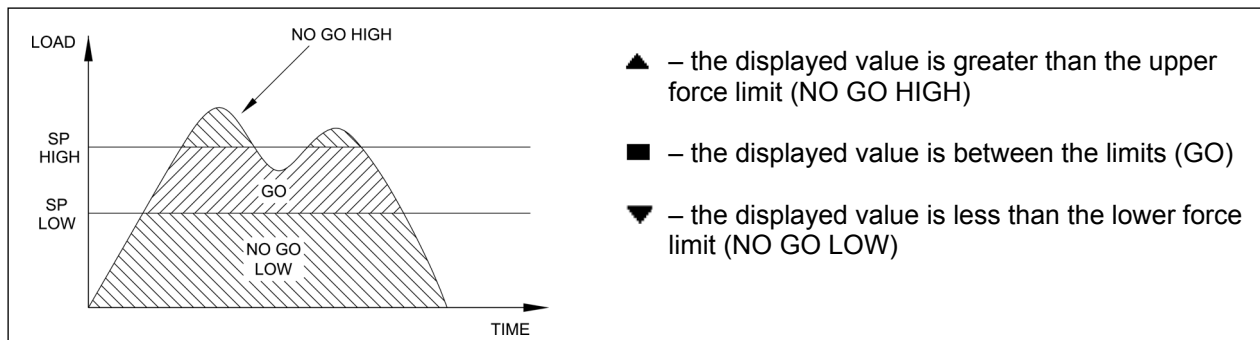 LOAD
NO GO HIGH
SP
HIGH
GO
SP
LOW
NO GO
LOW
TIME
▲ – the displayed value is greater than the upper
force limit (NO GO HIGH)
■ – the displayed value is between the limits (GO)
▼ – the displayed value is less than the lower force
limit (NO GO LOW)